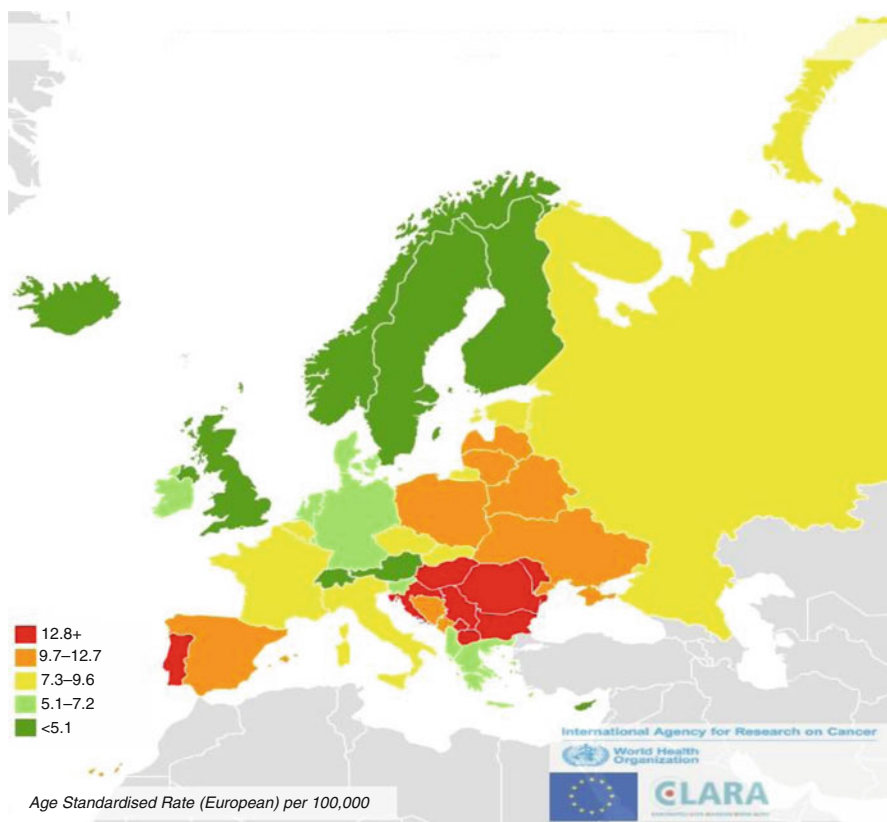 12.8+
9.7–12.7
7.3–9.6
5.1–7.2
<5.1
Age Standardised Rate (European) per 100,000
International Agency for Research on Cancer
World Health
Organization
CLARA